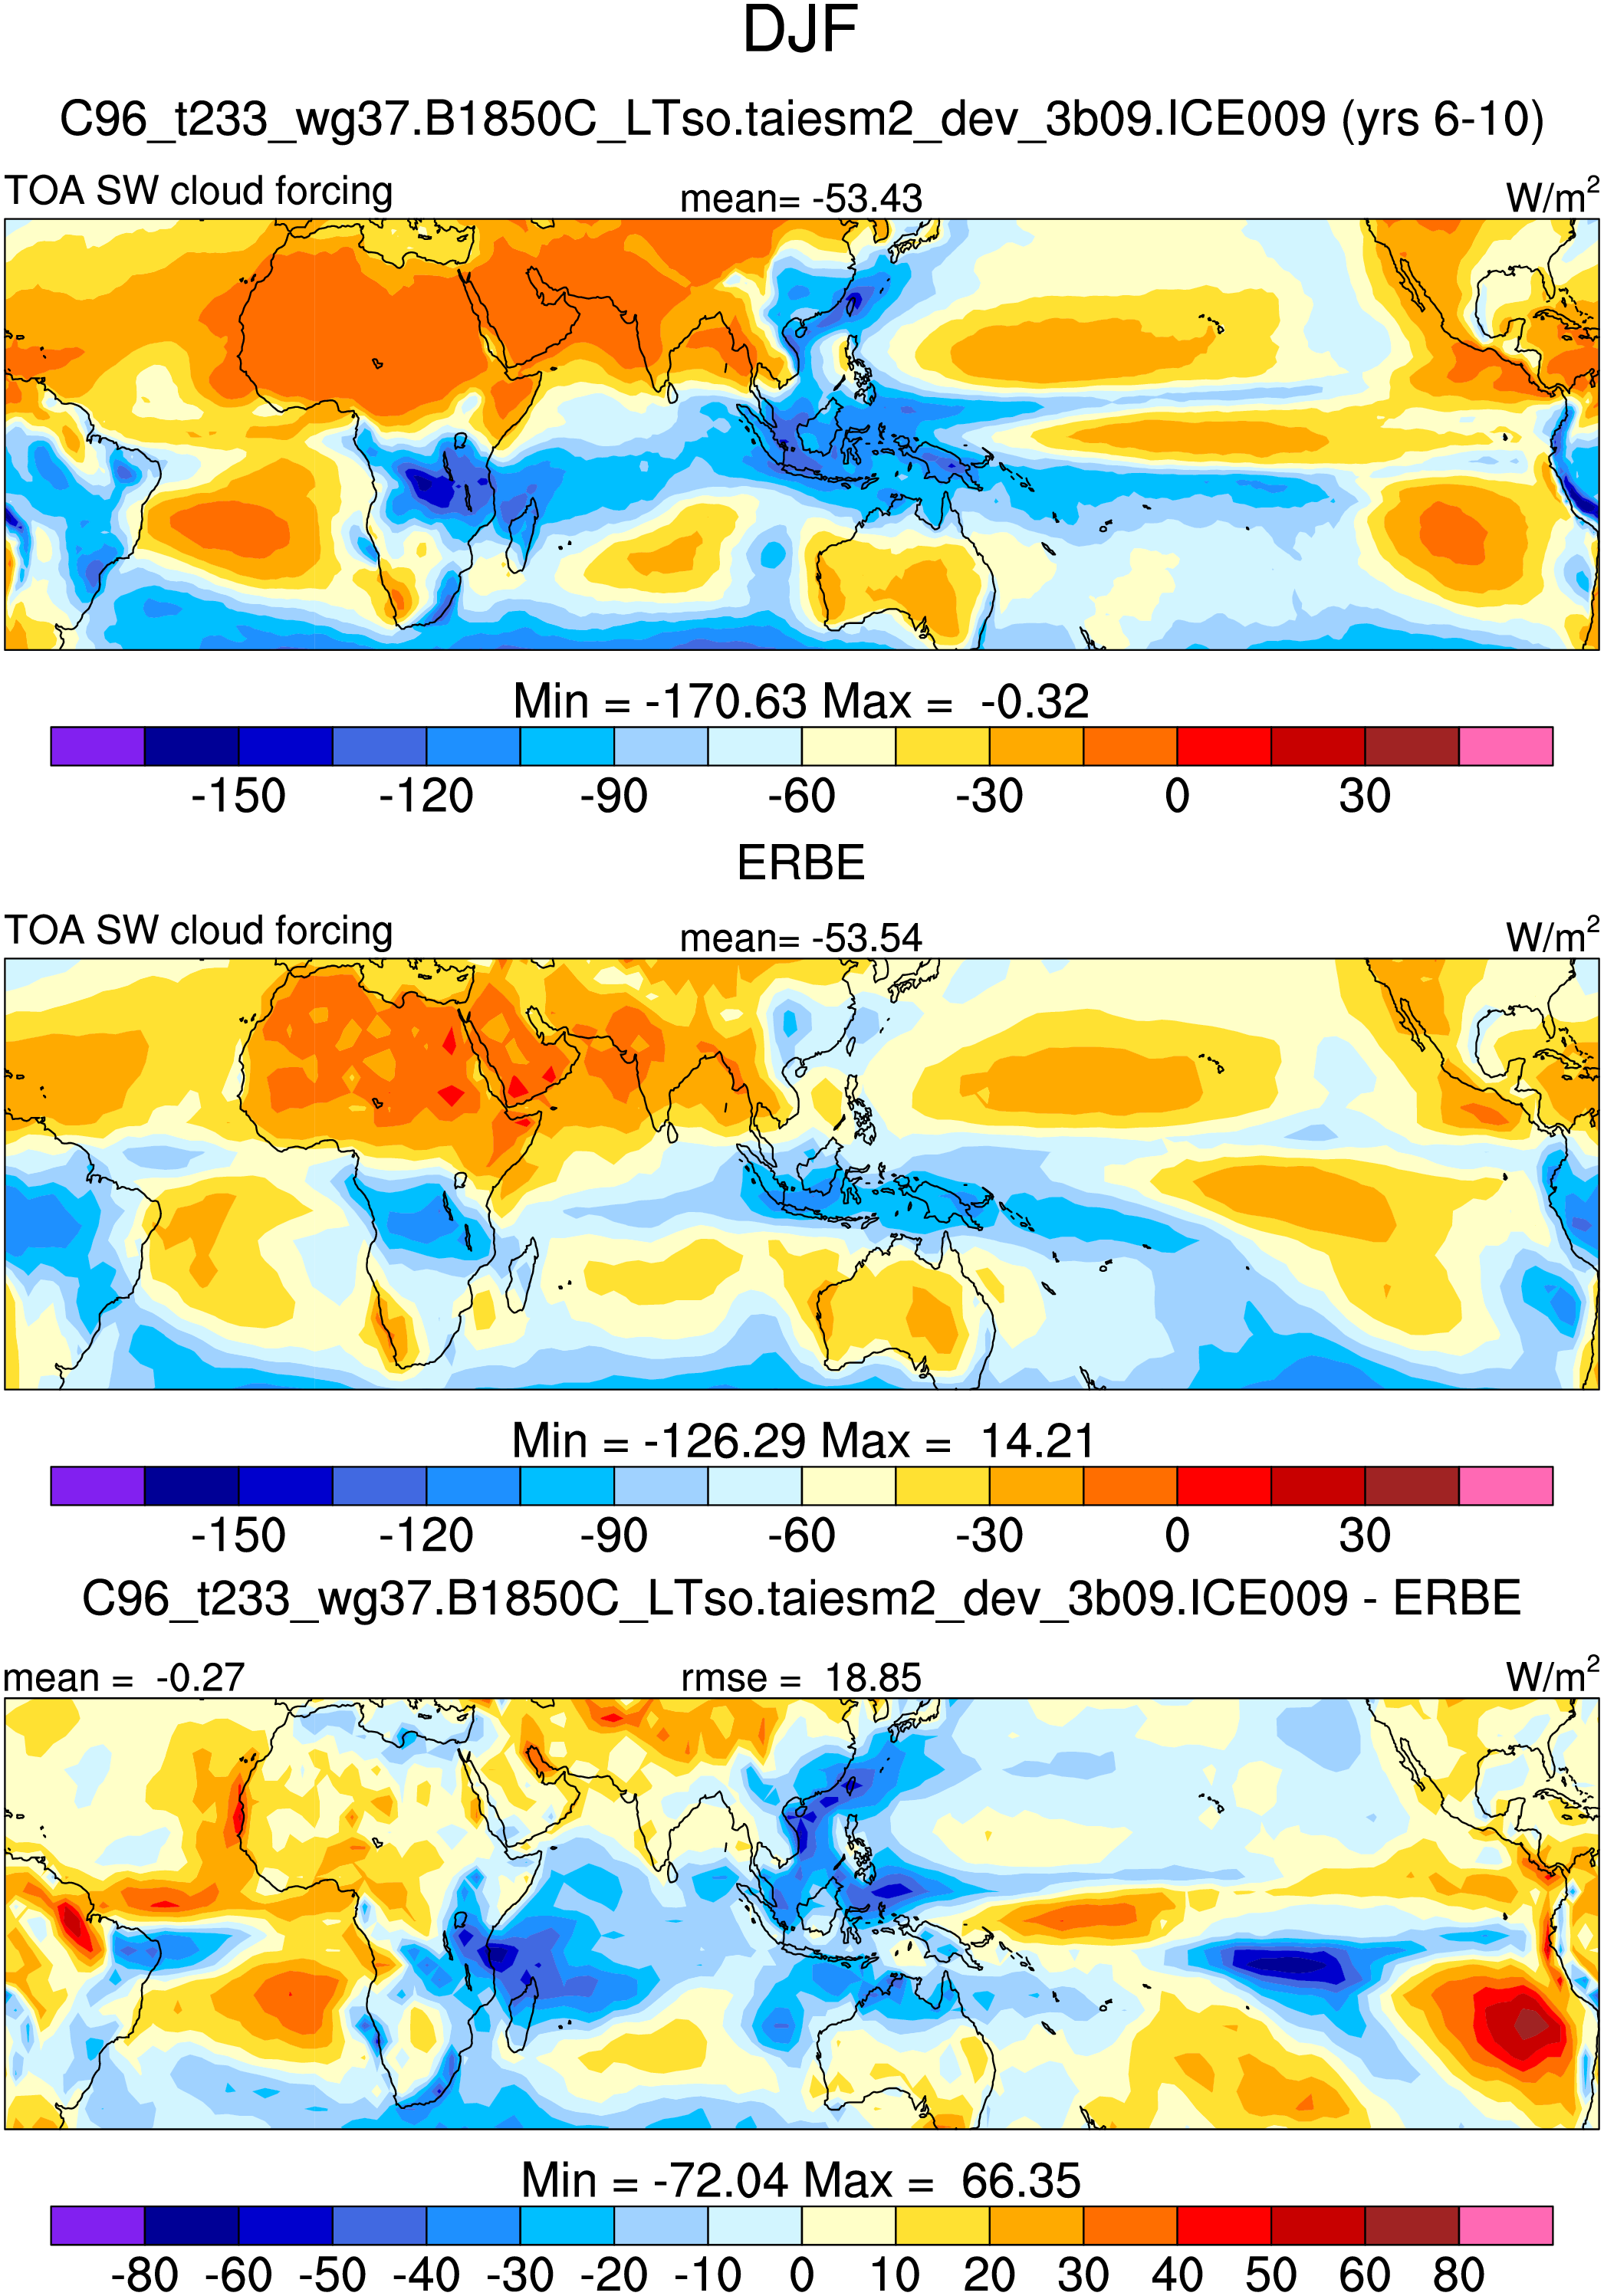 DJF
C96_t233_wg37.B1850C_LTso.taiesm2_dev_3b09.ICE009 (yrs 6-10)
TOA SW cloud forcing mean= -53.43 W/m2
Min = -170.63 Max = -0.32
-150 -120 -90 -60 -30 0 30
ERBE
TOA SW cloud forcing mean= -53.54 W/m2
Min = -126.29 Max = 14.21
-150 -120 -90 -60 -30 0 30
C96_t233_wg37.B1850C_LTso.taiesm2_dev_3b09.ICE009 - ERBE
mean = -0.27 rmse = 18.85 W/m2
Min = -72.04 Max = 66.35
-80 -60 -50 -40 -30 -20 -10 0 10 20 30 40 50 60 80